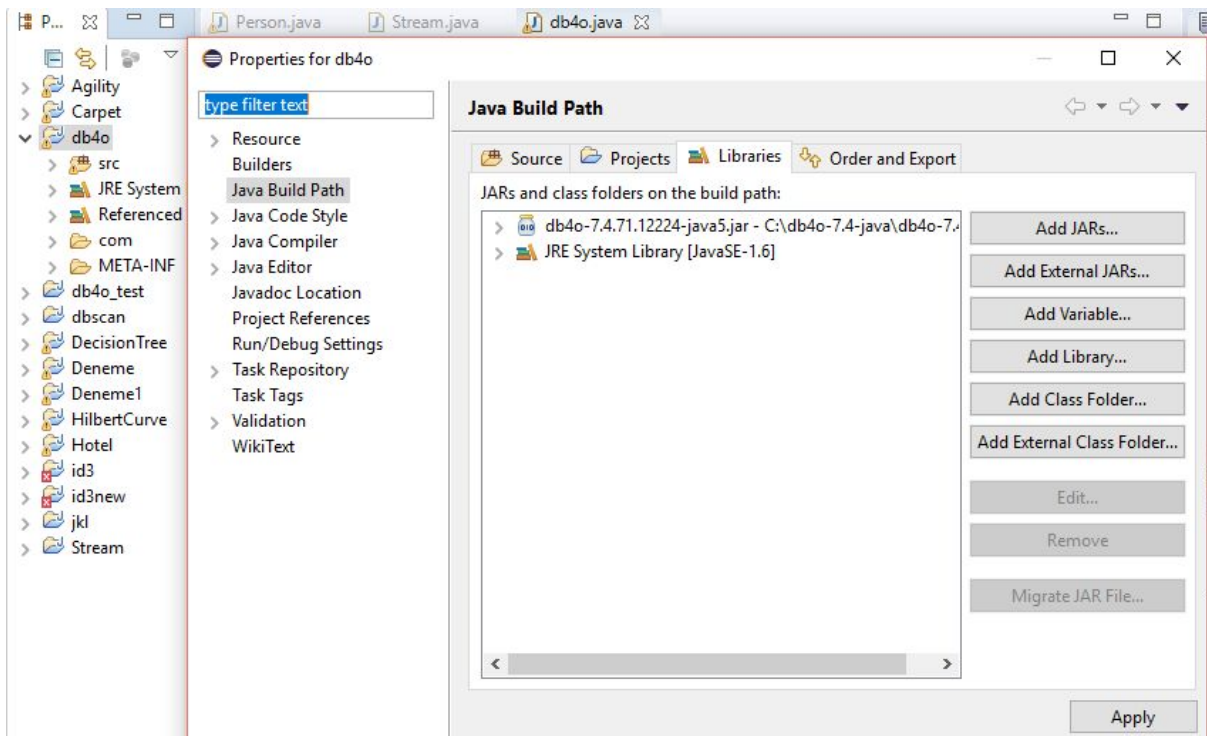 P...
Person.java
Stream.java
db4o.java
Agility
Carpet
db4o
src
JRE System
Referenced
com
META-INF
db4o_test
dbscan
DecisionTree
Deneme
Deneme1
HilbertCurve
Hotel
id3
id3new
jkl
Stream
Properties for db4o
type filter text
Resource
Builders
Java Build Path
Java Code Style
Java Compiler
Java Editor
Javadoc Location
Project References
Run/Debug Settings
Task Repository
Task Tags
Validation
WikiText
Java Build Path
Source
Projects
Libraries
Order and Export
JARs and class folders on the build path:
db4o-7.4.71.12224-java5.jar - C:\db4o-7.4-java\db4o-7.4
JRE System Library [JavaSE-1.6]
Add JARs...
Add External JARs...
Add Variable...
Add Library...
Add Class Folder...
Add External Class Folder...
Edit...
Remove
Migrate JAR File...
Apply